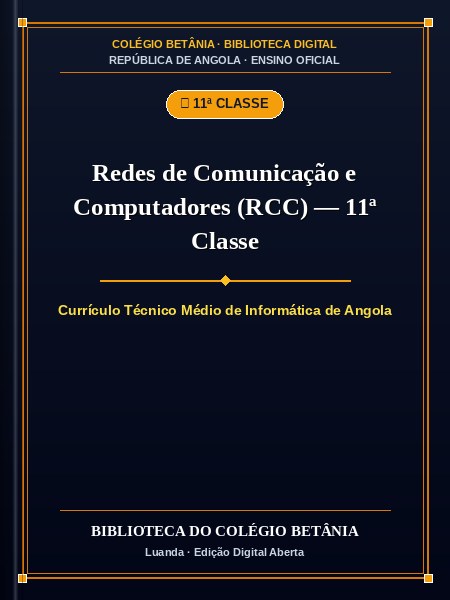 COLÉGIO BETÂNIA · BIBLIOTECA DIGITAL
REPÚBLICA DE ANGOLA · ENSINO OFICIAL
11ª CLASSE
Redes de Comunicação e
Computadores (RCC) — 11ª
Classe
Currículo Técnico Médio de Informática de Angola
BIBLIOTECA DO COLÉGIO BETÂNIA
Luanda · Edição Digital Aberta